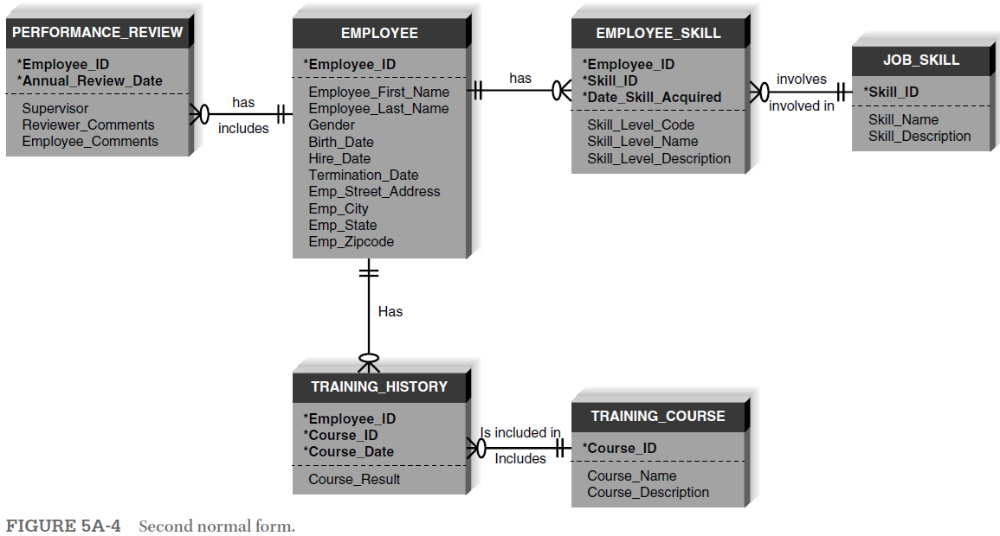 PERFORMANCE_REVIEW
*Employee_ID
*Annual_Review_Date
Supervisor
Reviewer_Comments
Employee_Comments
has
includes
EMPLOYEE
*Employee_ID
Employee_First_Name
Employee_Last_Name
Gender
Birth_Date
Hire_Date
Termination_Date
Emp_Street_Address
Emp_City
Emp_State
Emp_Zipcode
has
EMPLOYEE_SKILL
*Employee_ID
*Skill_ID
*Date_Skill_Acquired
Skill_Level_Code
Skill_Level_Name
Skill_Level_Description
involves
involved in
JOB_SKILL
*Skill_ID
Skill_Name
Skill_Description
Has
TRAINING_HISTORY
*Employee_ID
*Course_ID
*Course_Date
Course_Result
Is included in
Includes
TRAINING_COURSE
*Course_ID
Course_Name
Course_Description
FIGURE 5A-4 Second normal form.